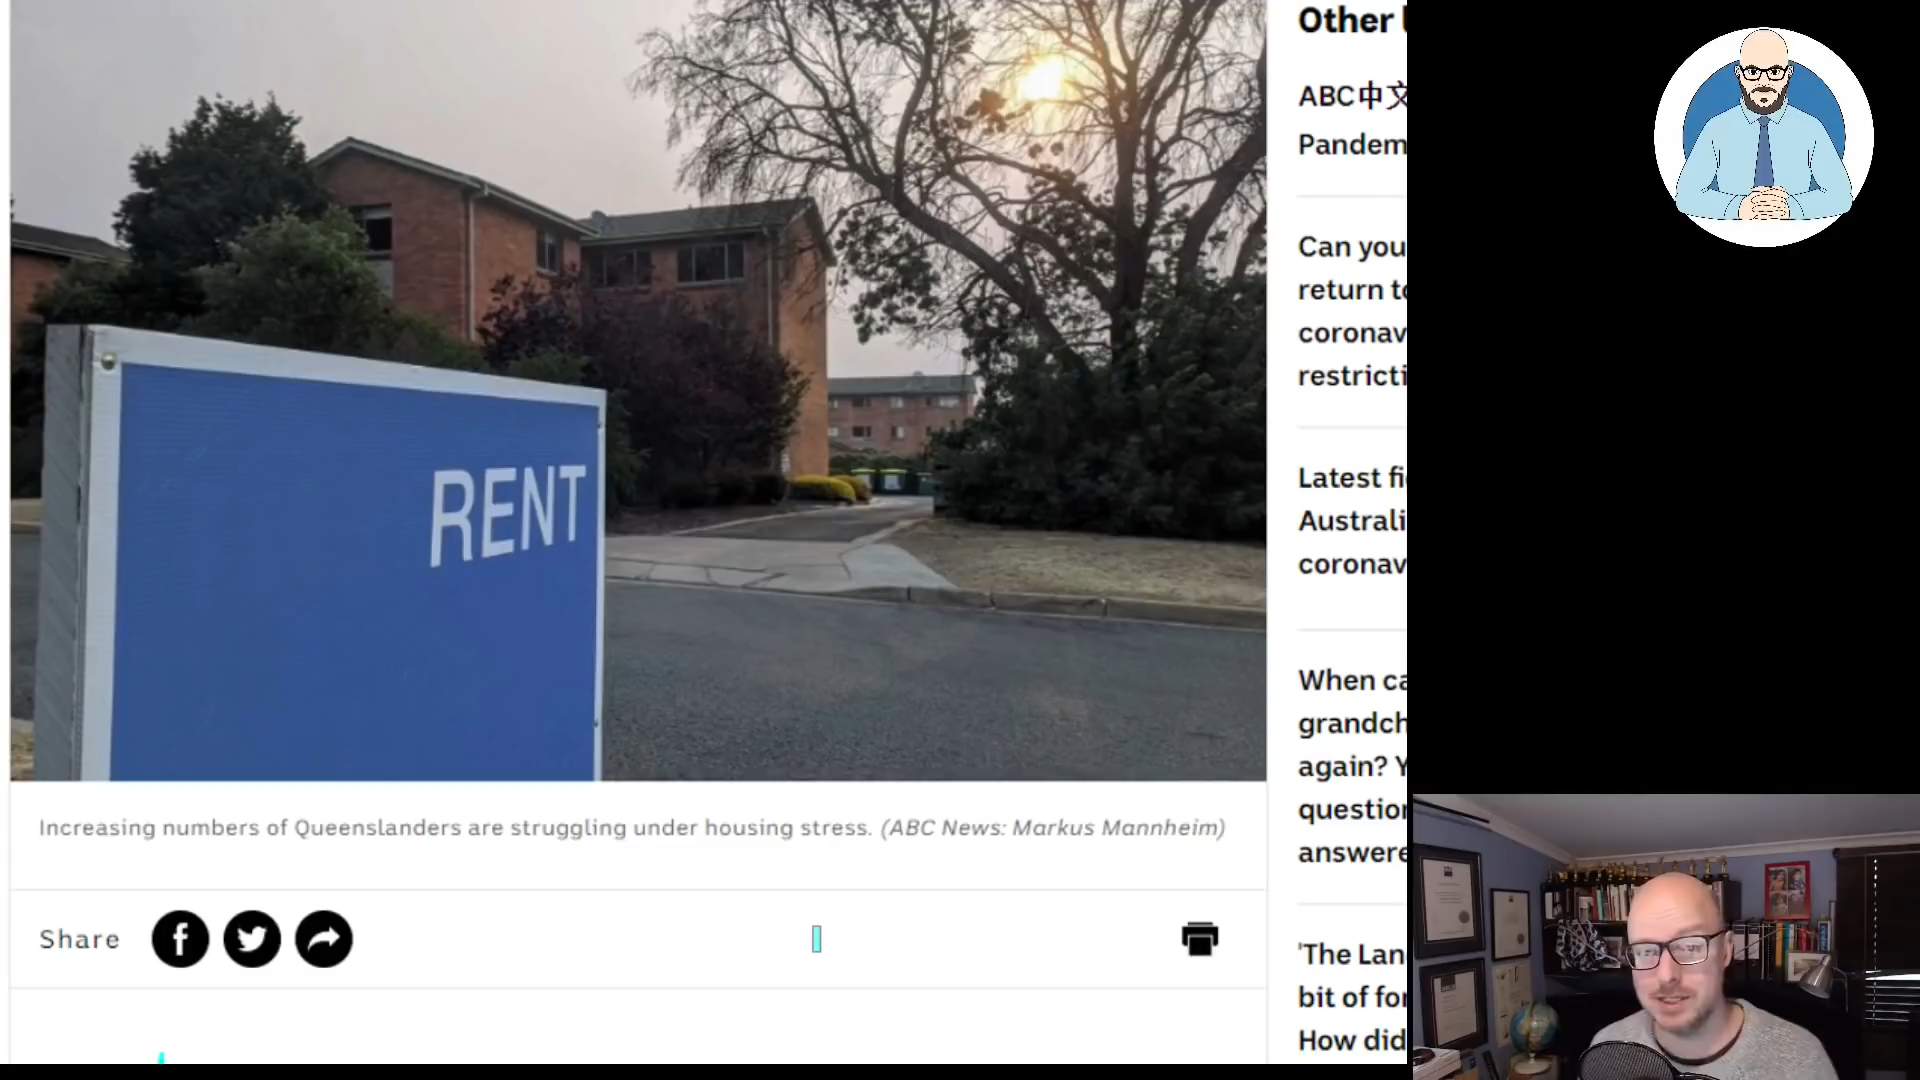 RENT
Increasing numbers of Queenslanders are struggling under housing stress. (ABC News: Markus Mannheim)
Share
Other
ABC中文
Pandem
Can you
return to
coronav
restricti
Latest fi
Australi
coronav
When ca
grandch
again? Y
question
answere
'The Lan
bit of for
How did